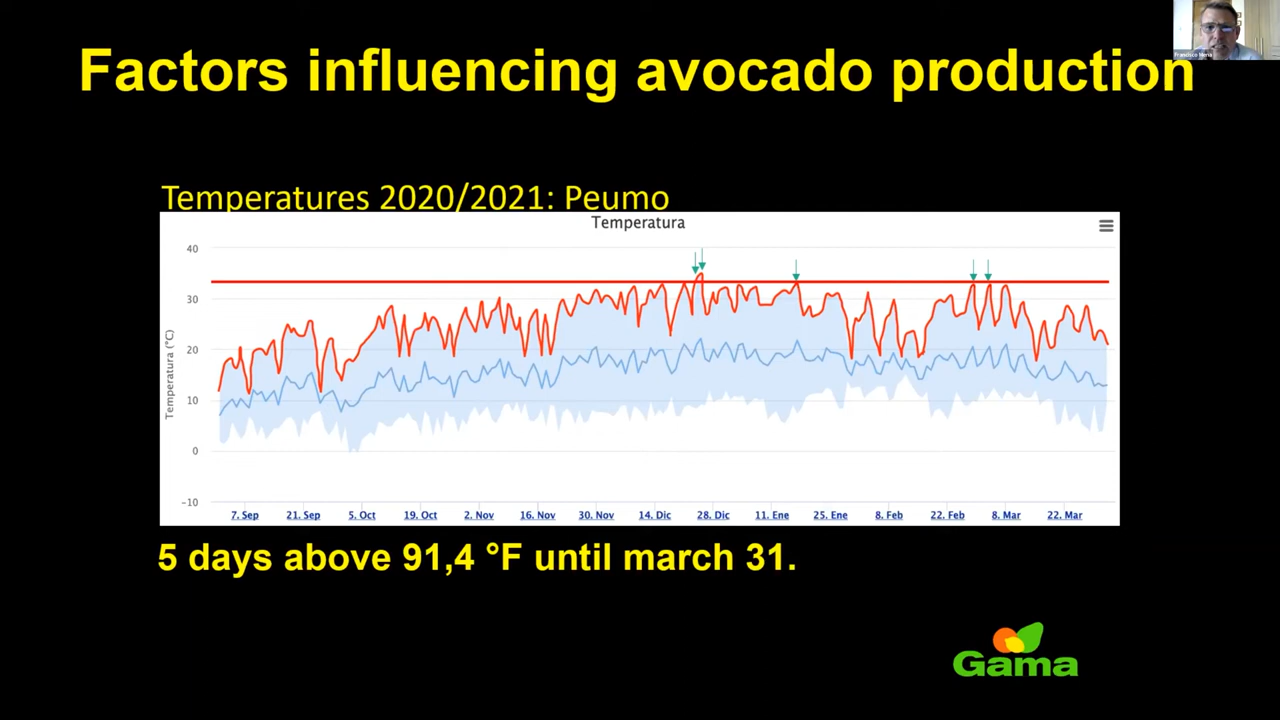 Francisco Mena
Factors influencing avocado production
Temperatures 2020/2021: Peumo
Temperatura
40
30
20
10
0
-10
Temperatura (°C)
7. Sep 21. Sep 5. Oct 19. Oct 2. Nov 16. Nov 30. Nov 14. Dic 28. Dic 11. Ene 25. Ene 8. Feb 22. Feb 8. Mar 22. Mar
5 days above 91,4 °F until march 31.
Gama